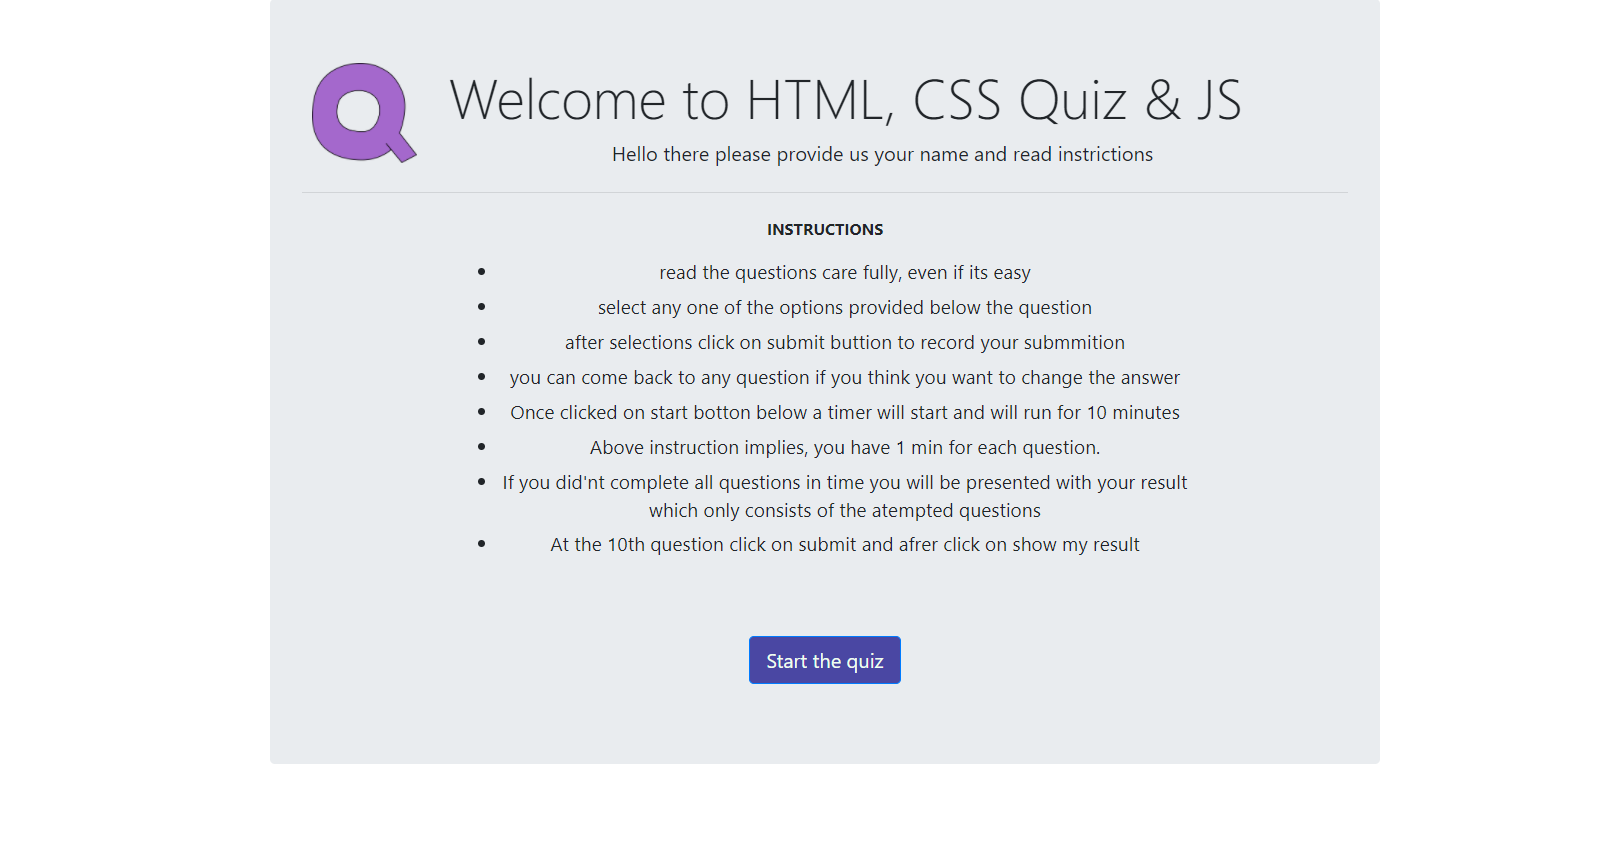 Q
Welcome to HTML, CSS Quiz & JS
Hello there please provide us your name and read instrictions
INSTRUCTIONS
read the questions care fully, even if its easy
select any one of the options provided below the question
after selections click on submit buttion to record your submmition
you can come back to any question if you think you want to change the answer
Once clicked on start botton below a timer will start and will run for 10 minutes
Above instruction implies, you have 1 min for each question.
If you did'nt complete all questions in time you will be presented with your result
which only consists of the atempted questions
At the 10th question click on submit and afrer click on show my result
Start the quiz